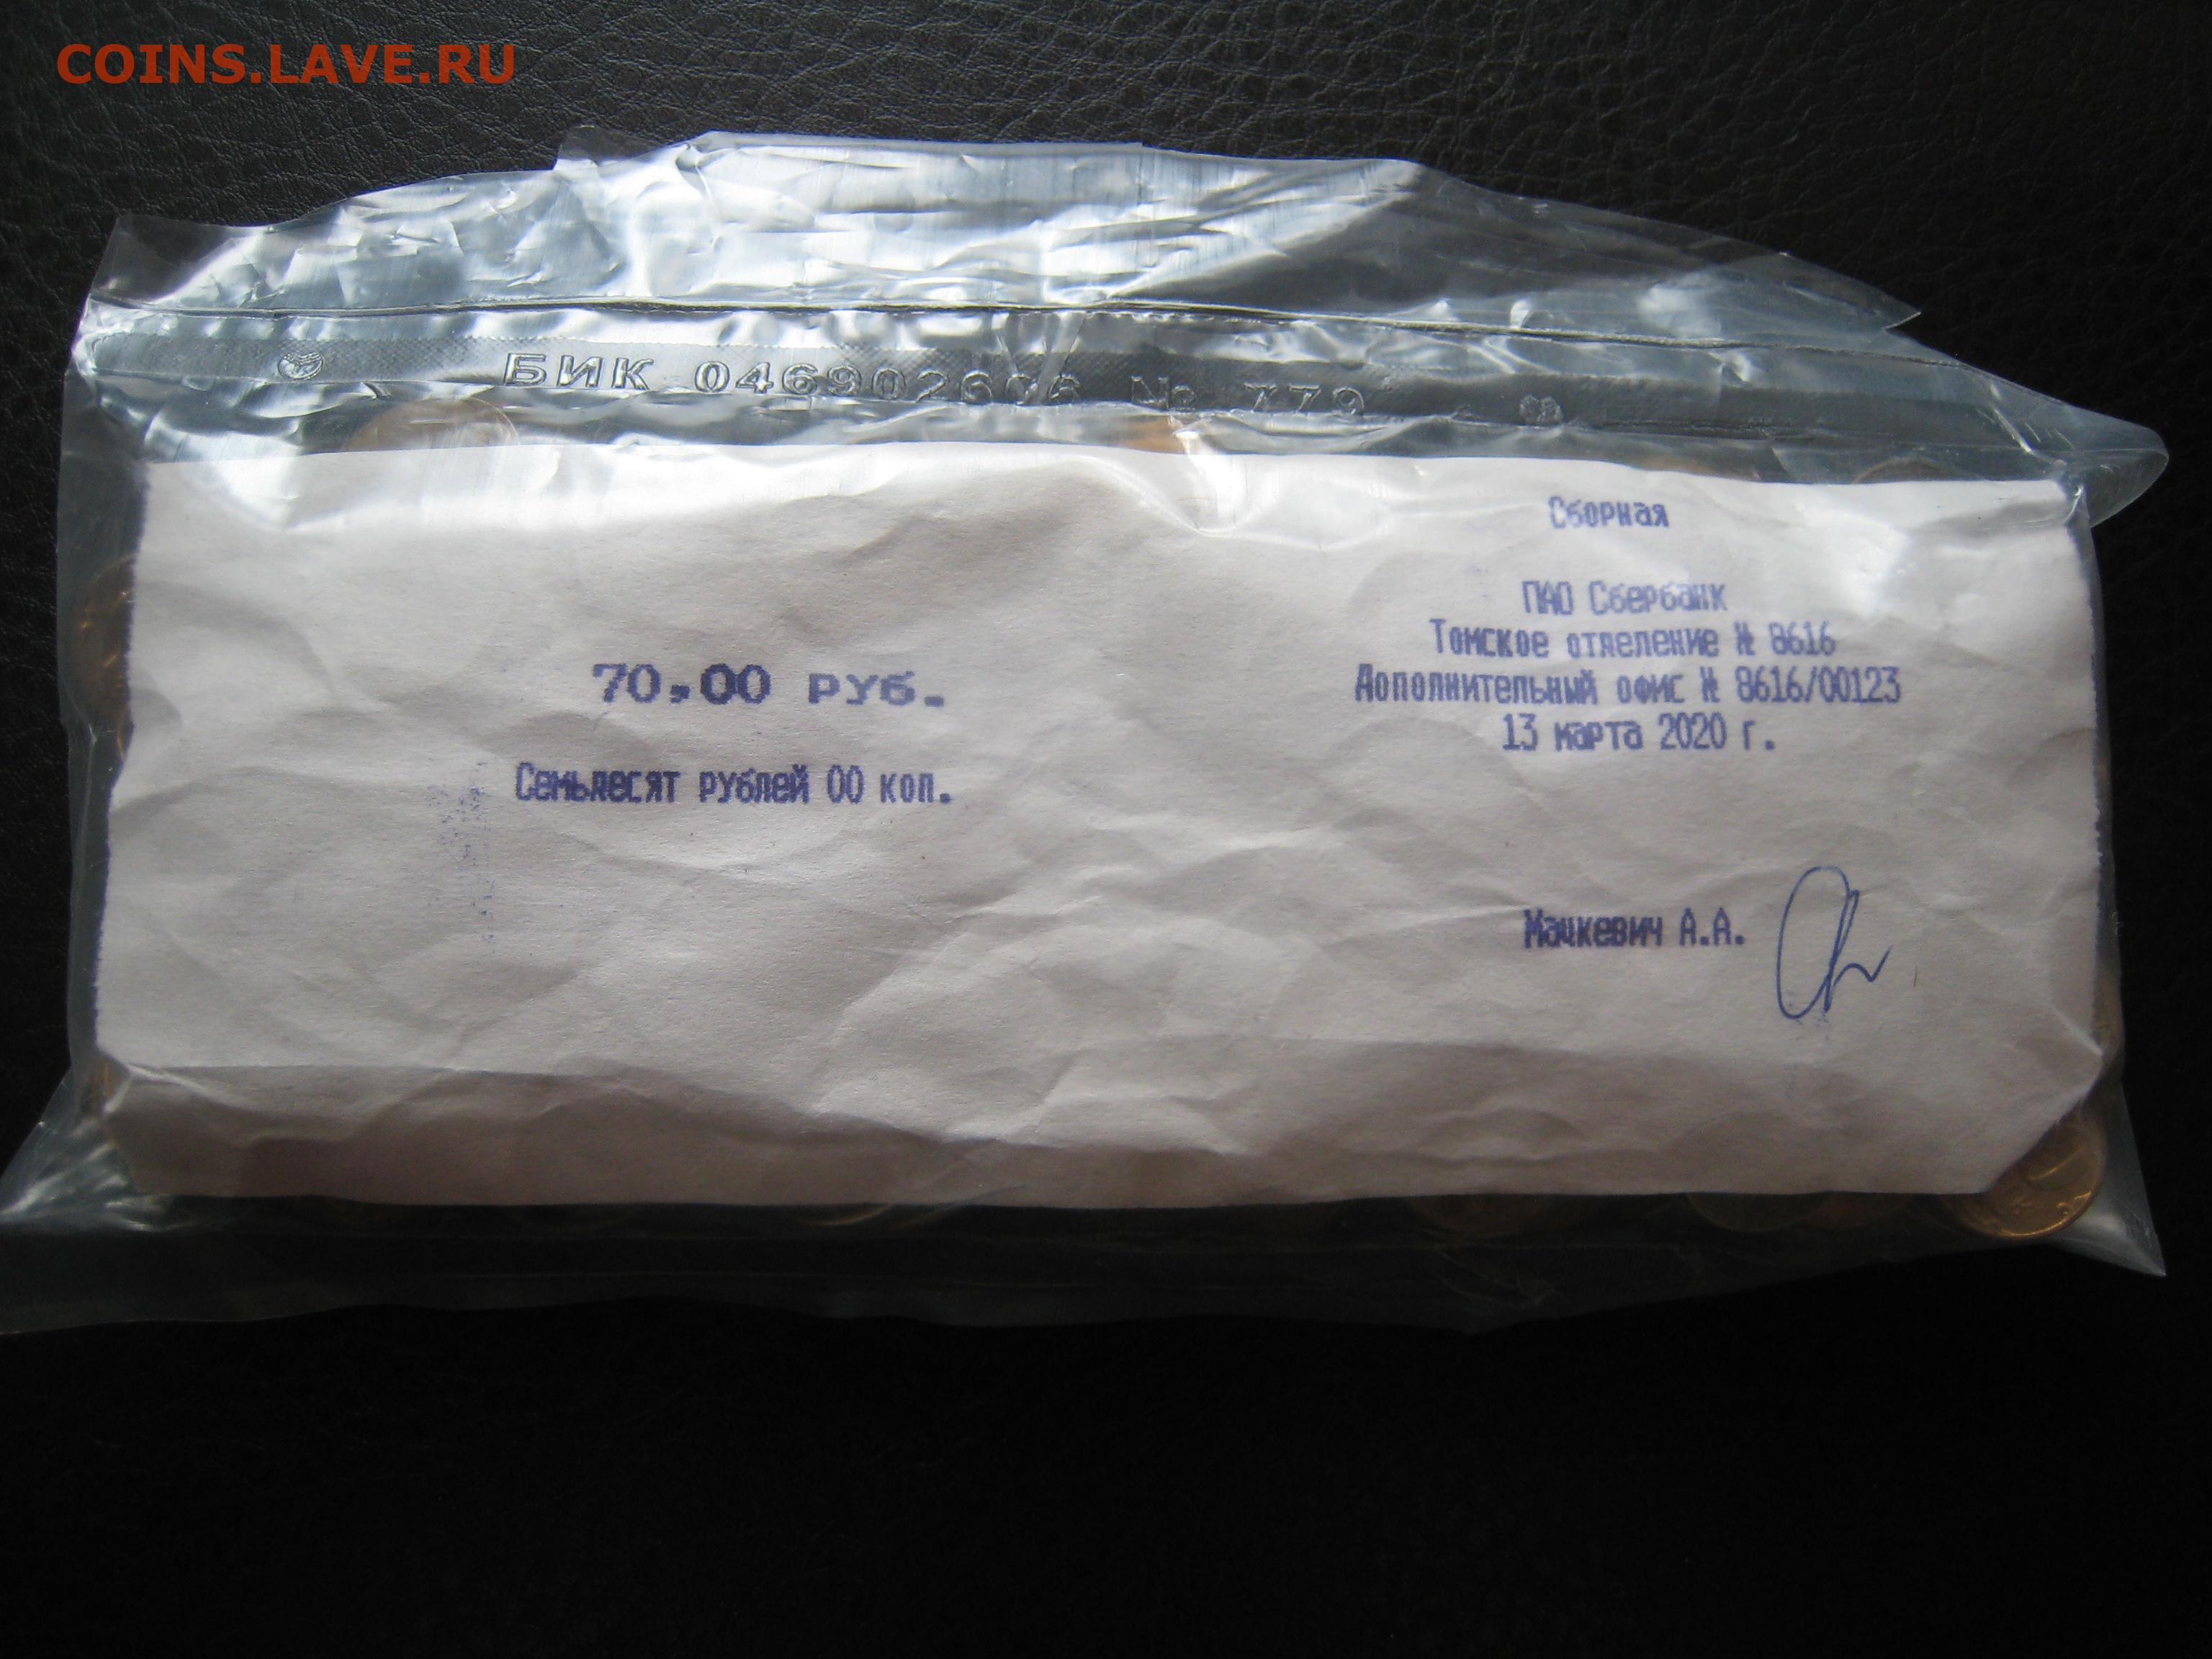 COINS.LAVE.RU
БИК 046902606 № 779
Сборная
ПАО Сбербанк
Томское отделение № 8616
Дополнительный офис № 8616/00123
13 марта 2020 г.
70,00 РУБ.
Семьдесят рублей 00 коп.
Мачкевич А.А.